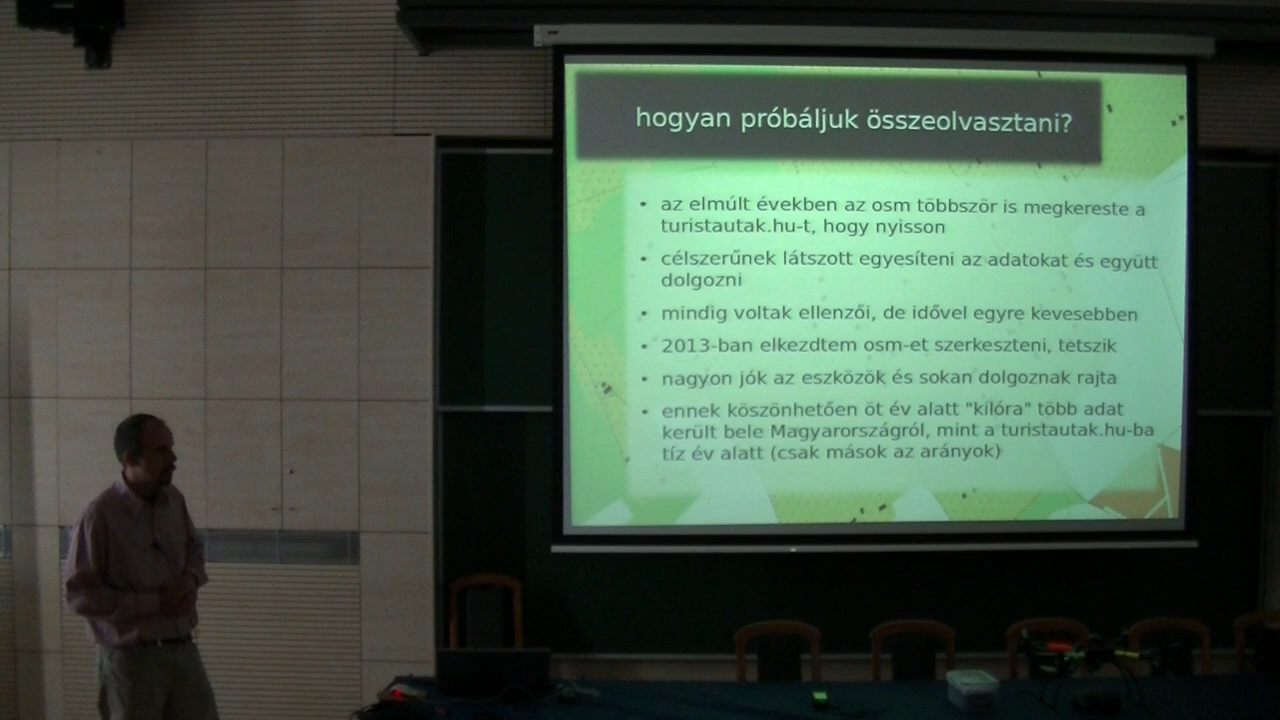 hogyan próbáljuk összeolvasztani?
• az elmúlt években az osm többször is megkereste a
turistautak.hu-t, hogy nyisson
• célszerűnek látszott egyesíteni az adatokat és együtt
dolgozni
• mindig voltak ellenzői, de idővel egyre kevesebben
• 2013-ban elkezdtem osm-et szerkeszteni, tetszik
• nagyon jók az eszközök és sokan dolgoznak rajta
• ennek köszönhetően öt év alatt "kilóra" több adat
került bele Magyarországról, mint a turistautak.hu-ba
tíz év alatt (csak mások az arányok)